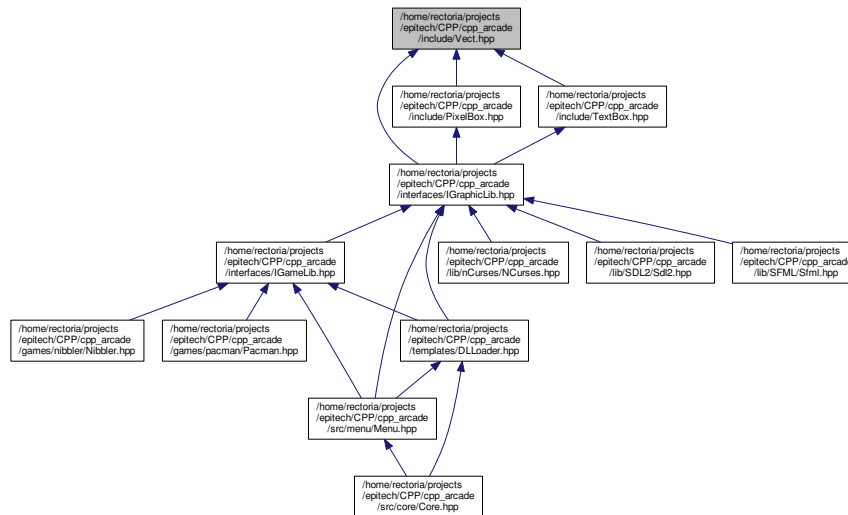 /home/rectoria/projects
/epitech/CPP/cpp_arcade
/include/Vect.hpp
/home/rectoria/projects
/epitech/CPP/cpp_arcade
/include/PixelBox.hpp
/home/rectoria/projects
/epitech/CPP/cpp_arcade
/include/TextBox.hpp
/home/rectoria/projects
/epitech/CPP/cpp_arcade
/interfaces/IGraphicLib.hpp
/home/rectoria/projects
/epitech/CPP/cpp_arcade
/interfaces/IGameLib.hpp
/home/rectoria/projects
/epitech/CPP/cpp_arcade
/lib/nCurses/NCurses.hpp
/home/rectoria/projects
/epitech/CPP/cpp_arcade
/lib/SDL2/Sdl2.hpp
/home/rectoria/projects
/epitech/CPP/cpp_arcade
/lib/SFML/Sfml.hpp
/home/rectoria/projects
/epitech/CPP/cpp_arcade
/games/nibbler/Nibbler.hpp
/home/rectoria/projects
/epitech/CPP/cpp_arcade
/games/pacman/Pacman.hpp
/home/rectoria/projects
/epitech/CPP/cpp_arcade
/templates/DLLoader.hpp
/home/rectoria/projects
/epitech/CPP/cpp_arcade
/src/menu/Menu.hpp
/home/rectoria/projects
/epitech/CPP/cpp_arcade
/src/core/Core.hpp